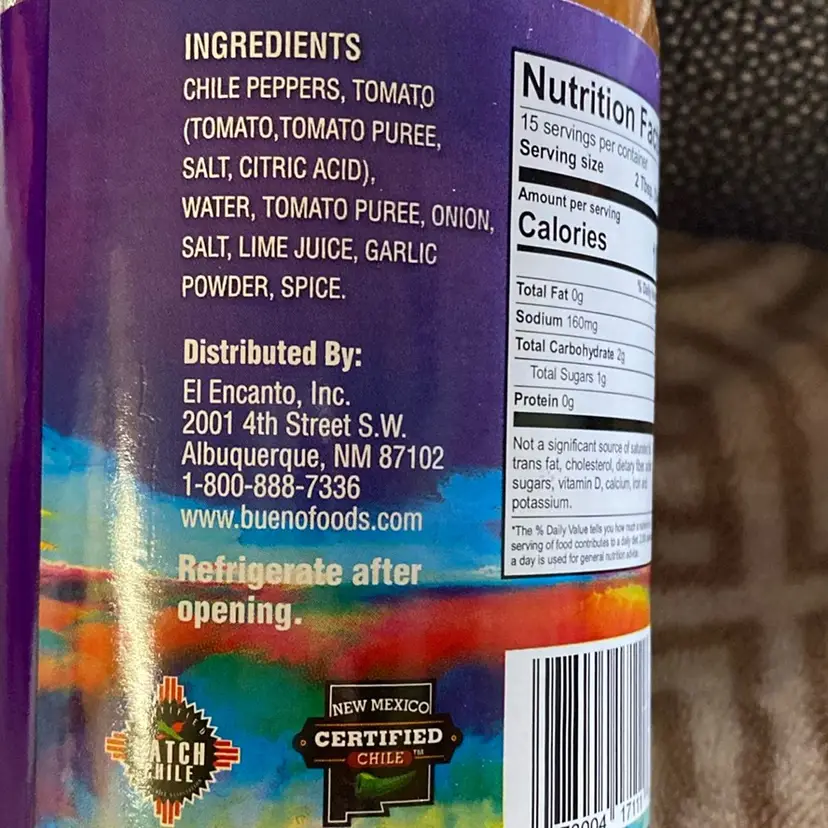 INGREDIENTS
CHILE PEPPERS, TOMATO
(TOMATO,TOMATO PUREE,
SALT, CITRIC ACID),
WATER, TOMATO PUREE, ONION,
SALT, LIME JUICE, GARLIC
POWDER, SPICE.
Distributed By:
El Encanto, Inc.
2001 4th Street S.W.
Albuquerque, NM 87102
1-800-888-7336
www.buenofoods.com
Refrigerate after
opening.
CHILE
NEW MEXICO
CERTIFIED
CHILE™
Nutrition
15 servings per container
Serving size
Amount per serving
Calories
Total Fat 0g
Sodium 160mg
Total Carbohydrate 2g
Total Sugars 1g
Protein 0g
Not a significant source of
trans fat, cholesterol, dietary
sugars, vitamin D, calcium, iron and
potassium.
*The % Daily Value tells you how much a
serving of food contributes to a daily diet.
a day is used for general nutrition advice.